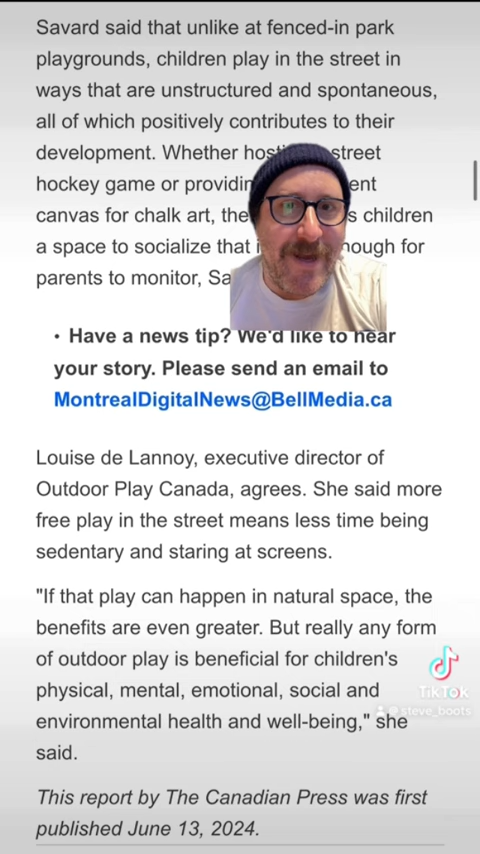 Savard said that unlike at fenced-in park
playgrounds, children play in the street in
ways that are unstructured and spontaneous,
all of which positively contributes to their
development. Whether street
hockey game or
canvas for chalk art, children
a space to socialize that for
parents to monitor,
• Have a news tip? We'd like to hear
your story. Please send an email to
MontrealDigitalNews@BellMedia.ca
Louise de Lannoy, executive director of
Outdoor Play Canada, agrees. She said more
free play in the street means less time being
sedentary and staring at screens.
"If that play can happen in natural space, the
benefits are even greater. But really any form
of outdoor play is beneficial for children's
physical, mental, emotional, social and
environmental health and well-being," she
said.
TikTok
@steve_boots
This report by The Canadian Press was first
published June 13, 2024.